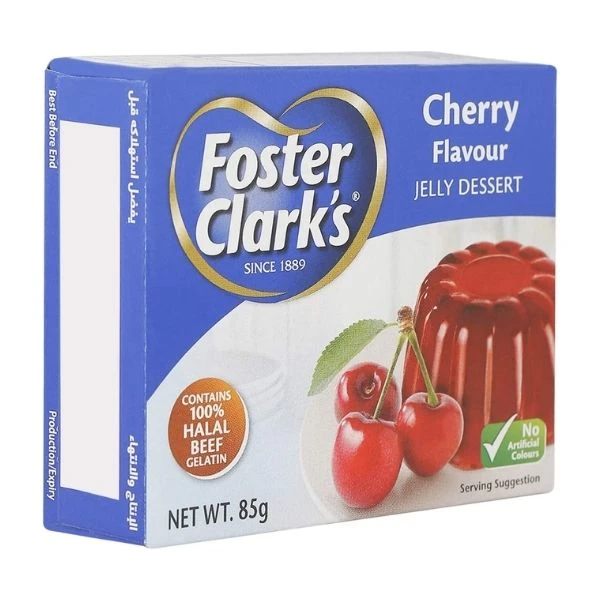 Foster
Clark's®
SINCE 1889
Cherry
Flavour
JELLY DESSERT
CONTAINS
100%
HALAL
BEEF
GELATIN
No
Artificial
Colours
Serving Suggestion
NET WT. 85g
Best Before End
يفضل استهلاكه قبل
Production/Expiry
الإنتاج والانتهاء